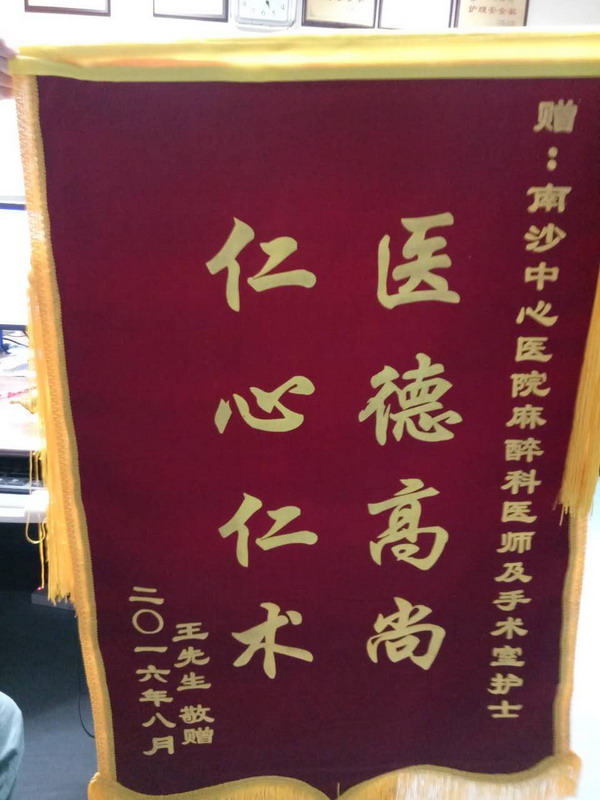 赠：南沙中心医院麻醉科医师及手术室护士
医德高尚
仁心仁术
王先生 敬赠
二〇一六年八月